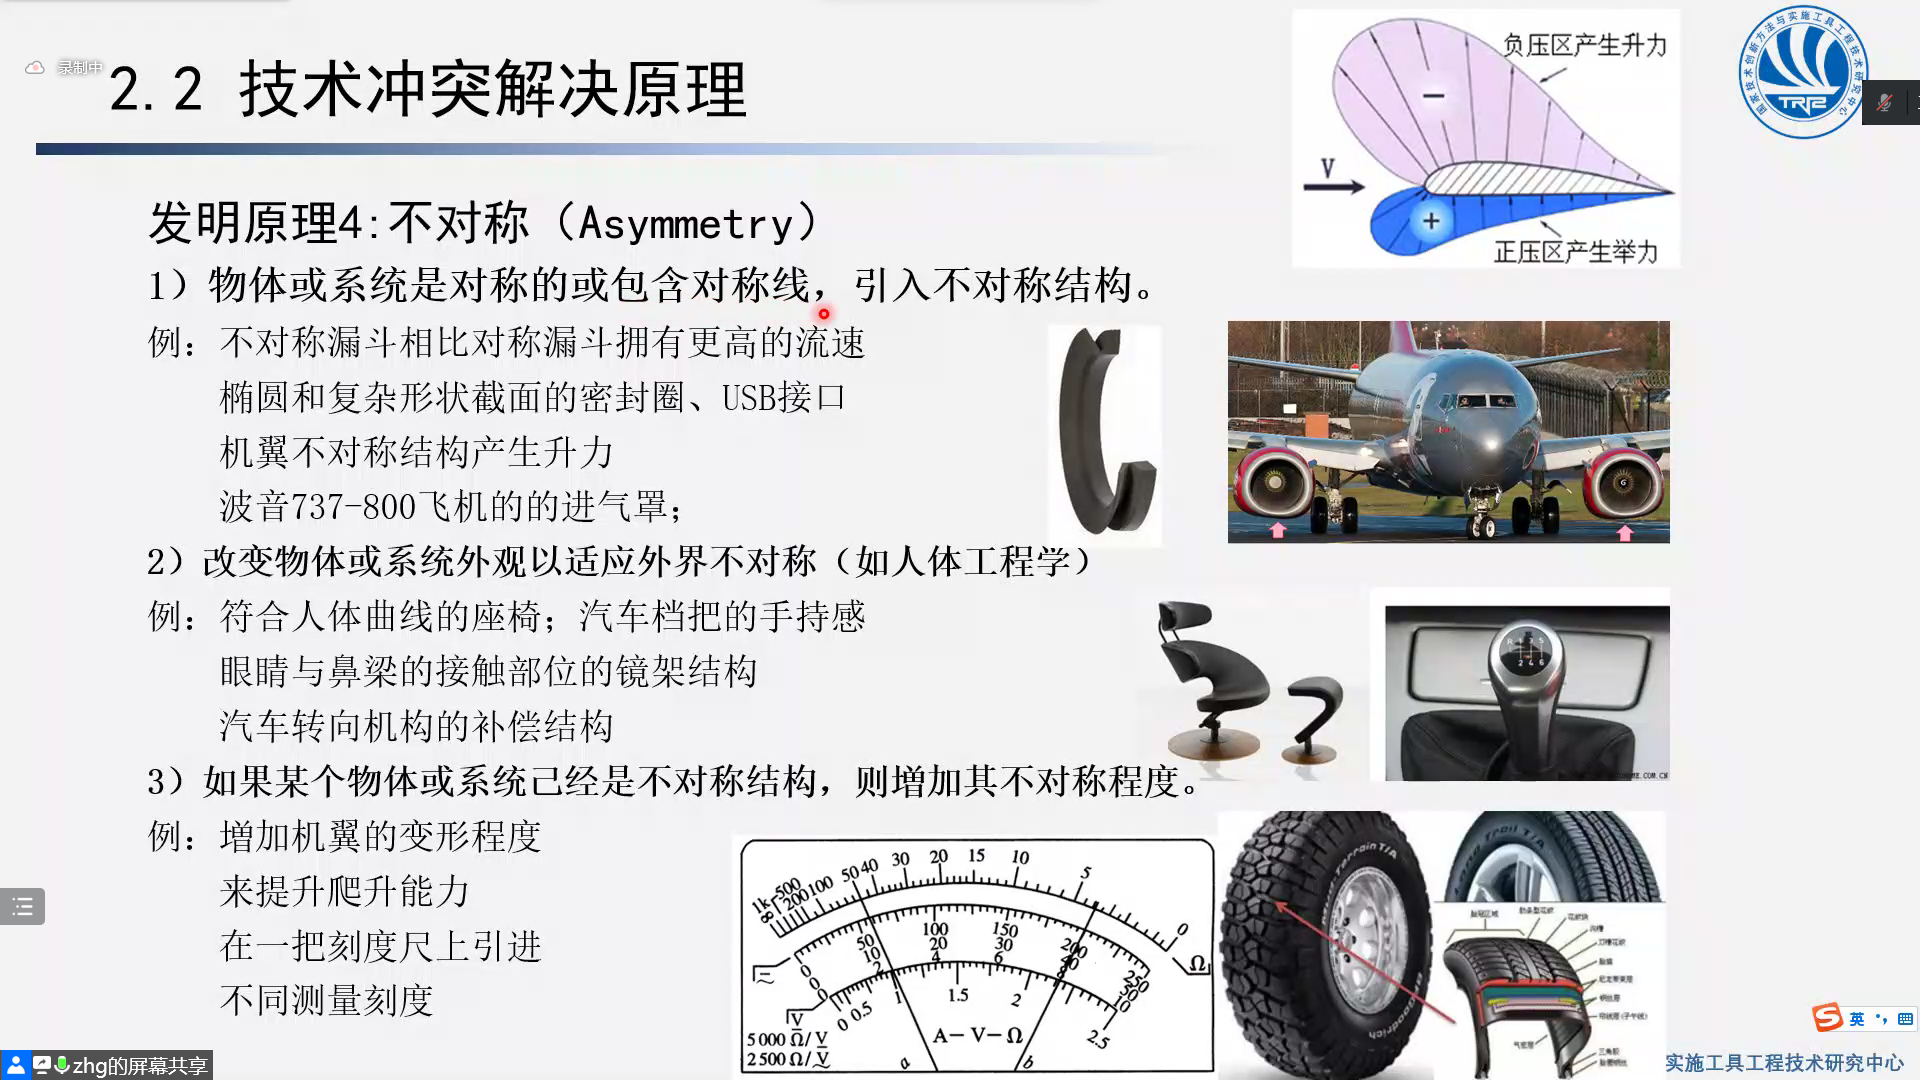 录制中
2.2 技术冲突解决原理
负压区产生升力
V
正压区产生举力
TRIZ
发明原理4:不对称（Asymmetry）
1）物体或系统是对称的或包含对称线，引入不对称结构。
例：不对称漏斗相比对称漏斗拥有更高的流速
椭圆和复杂形状截面的密封圈、USB接口
机翼不对称结构产生升力
波音737-800飞机的的进气罩；
2）改变物体或系统外观以适应外界不对称（如人体工程学）
例：符合人体曲线的座椅；汽车档把的手持感
眼睛与鼻梁的接触部位的镜架结构
汽车转向机构的补偿结构
3）如果某个物体或系统己经是不对称结构，则增加其不对称程度。
例：增加机翼的变形程度
来提升爬升能力
在一把刻度尺上引进
不同测量刻度
R 1 3 5
2 4 6
∞ 1k 500 200 100 50 40 30 20 15 10 5 0
Ω
0 50 100 150 200 250
0 10 20 30 40 50
0 2 4 6 8 10
0 0.5 1 1.5 2 2.5
A-V-Ω
5000 Ω/V
2500 Ω/V
a b
实施工具工程技术研究中心
英
zhg的屏幕共享